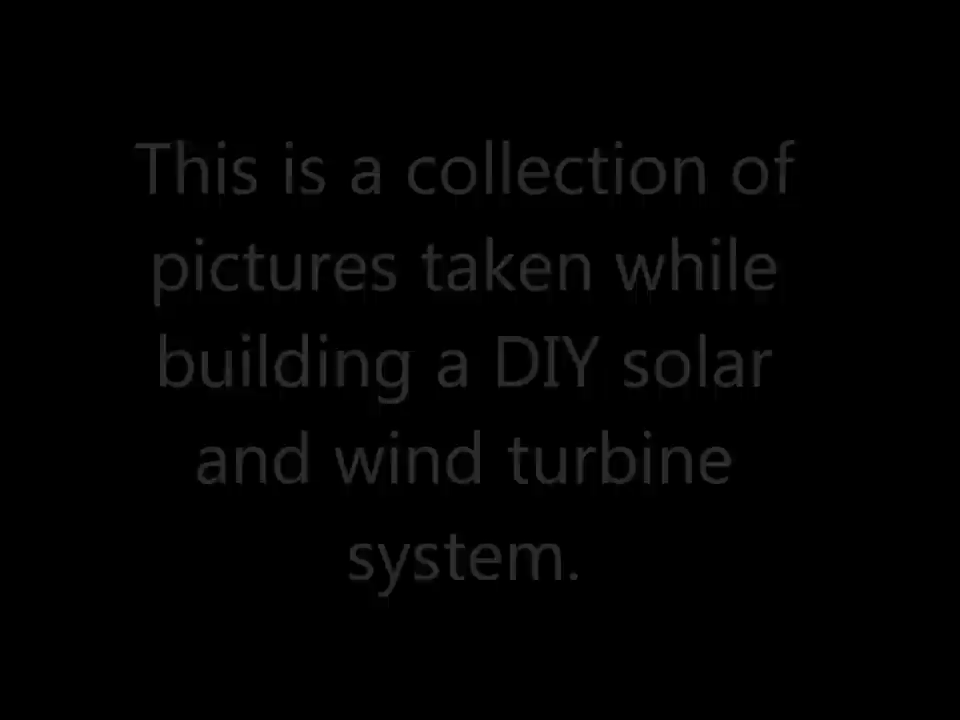 This is a collection of
pictures taken while
building a DIY solar
and wind turbine
system.